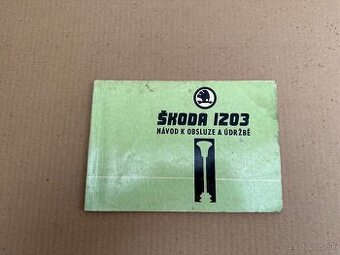 ŠKODA 1203
NÁVOD K OBSLUZE A ÚDRŽBĚ